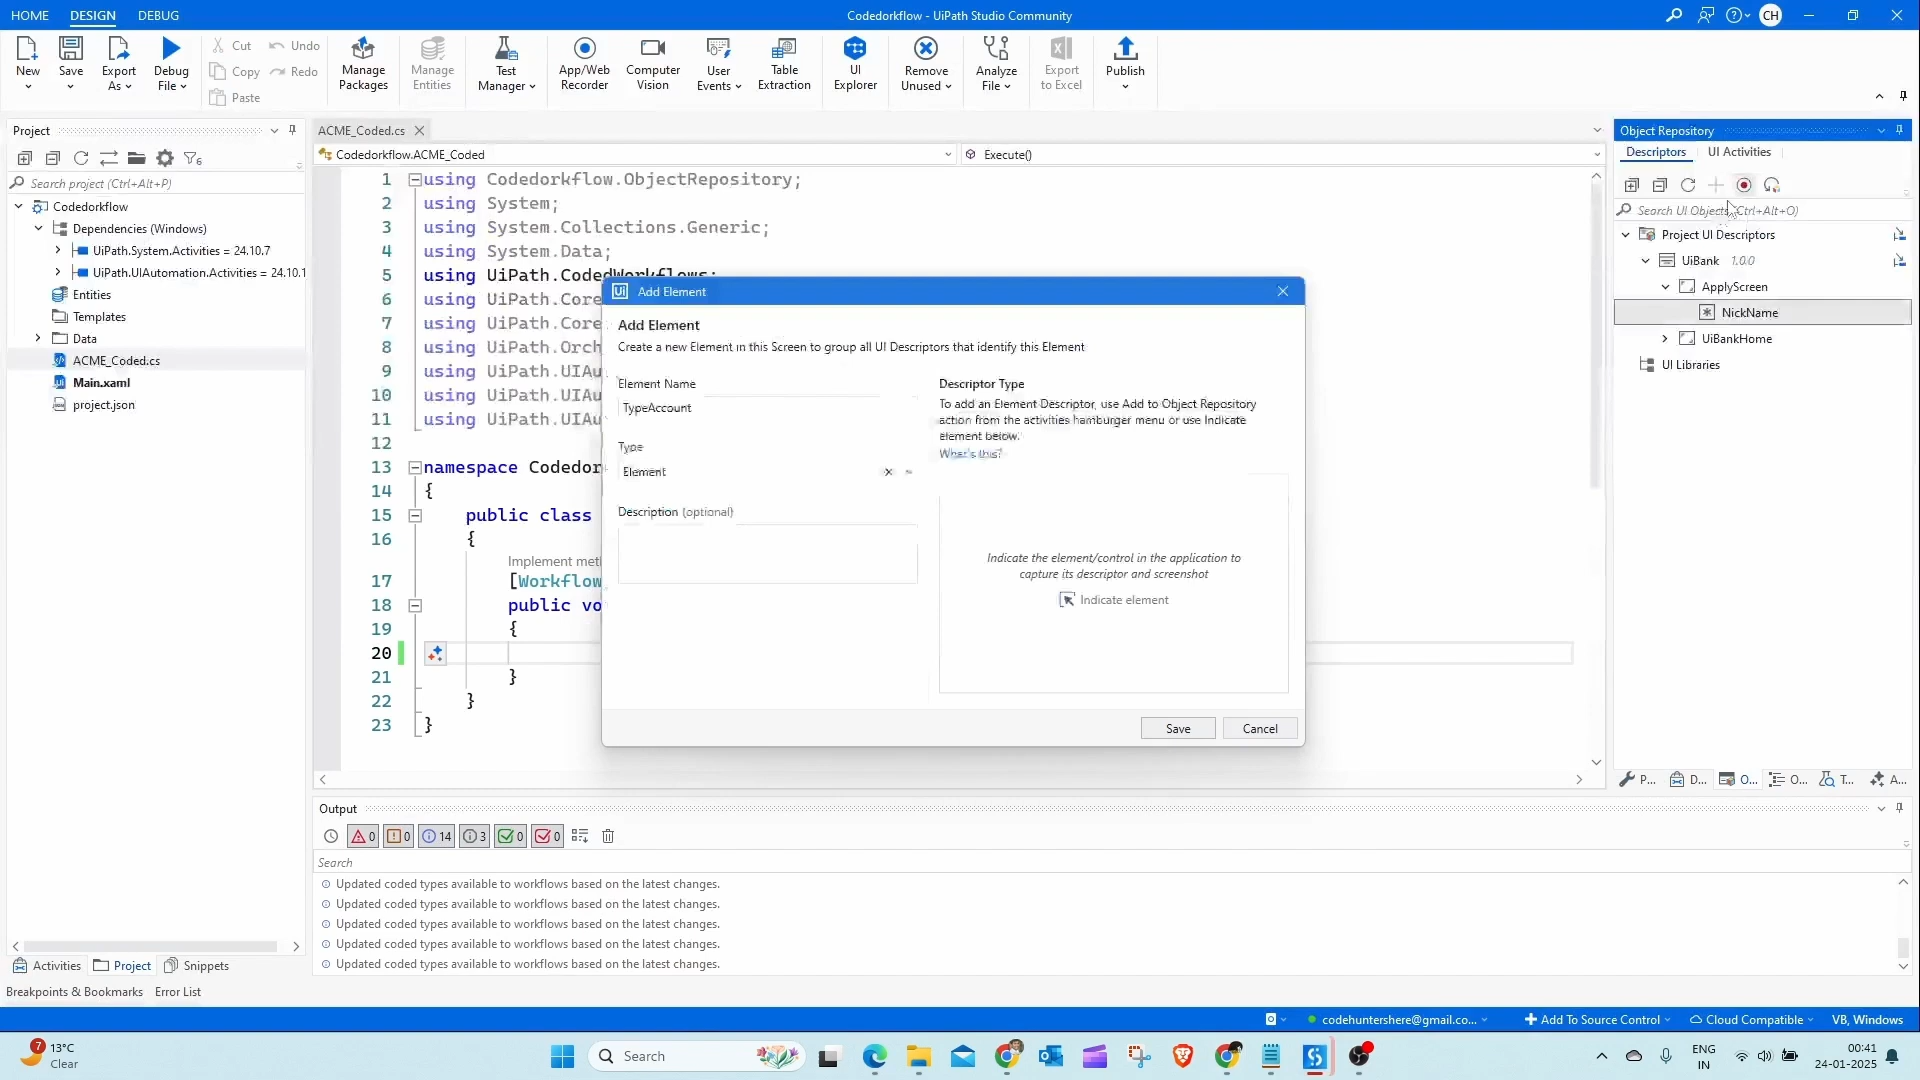 HOME DESIGN DEBUG
Codedorkflow - UiPath Studio Community
CH
New
Save
Export As
Debug File
Cut
Copy
Paste
Undo
Redo
Manage Packages
Manage Entities
Test Manager
App/Web Recorder
Computer Vision
User Events
Table Extraction
UI Explorer
Remove Unused
Analyze File
Export to Excel
Publish
Project
Search project (Ctrl+Alt+P)
Codedorkflow
Dependencies (Windows)
UiPath.System.Activities = 24.10.7
UiPath.UIAutomation.Activities = 24.10.1
Entities
Templates
Data
ACME_Coded.cs
Main.xaml
project.json
Activities Project Snippets
Breakpoints & Bookmarks Error List
ACME_Coded.cs
Codedorkflow.ACME_Coded
Execute()
1 using Codedorkflow.ObjectRepository;
2 using System;
3 using System.Collections.Generic;
4 using System.Data;
5 using UiPath.CodedWorkflows;
6 using UiPath.Core
7 using UiPath.Core
8 using UiPath.Orch
9 using UiPath.UIAu
10 using UiPath.UIAu
11 using UiPath.UIAu
12
13 namespace Codedor
14 {
15 public class
16 {
Implement meth
17 [Workflow
18 public vo
19 {
20
21 }
22 }
23 }
Ui Add Element
Add Element
Create a new Element in this Screen to group all UI Descriptors that identify this Element
Element Name
TypeAccount
Type
Element
Description (optional)
Descriptor Type
To add an Element Descriptor, use Add to Object Repository
action from the activities hamburger menu or use Indicate
element below.
What's this?
Indicate the element/control in the application to
capture its descriptor and screenshot
Indicate element
Save Cancel
Object Repository
Descriptors UI Activities
Search UI Objects (Ctrl+Alt+O)
Project UI Descriptors
UiBank 1.0.0
ApplyScreen
NickName
UiBankHome
UI Libraries
P... D... O... O... T... A...
Output
0 0 14 3 0 0
Search
Updated coded types available to workflows based on the latest changes.
Updated coded types available to workflows based on the latest changes.
Updated coded types available to workflows based on the latest changes.
Updated coded types available to workflows based on the latest changes.
Updated coded types available to workflows based on the latest changes.
codehuntershere@gmail.co... Add To Source Control Cloud Compatible VB, Windows
7
13°C
Clear
Search
ENG
IN
00:41
24-01-2025